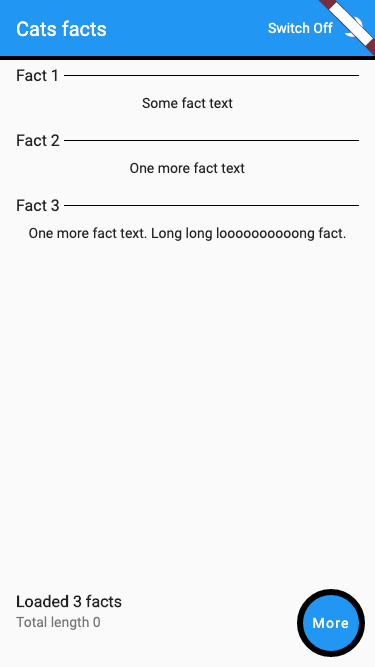 Cats facts
Switch Off
Fact 1
Some fact text
Fact 2
One more fact text
Fact 3
One more fact text. Long long loooooooooong fact.
Loaded 3 facts
Total length 0
More